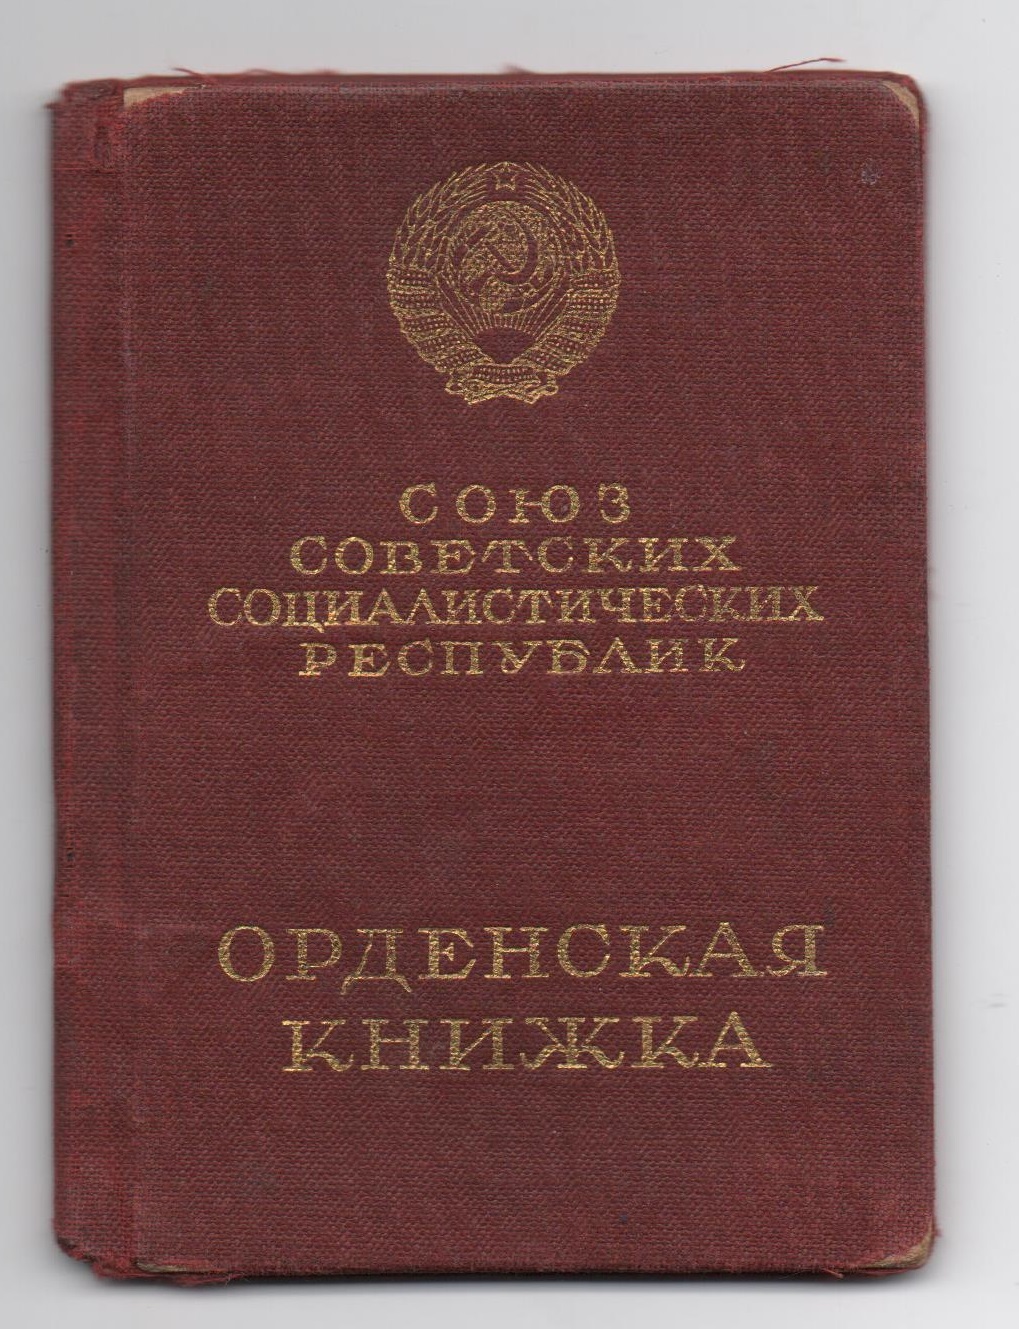 СОЮЗ
СОВЕТСКИХ
СОЦИАЛИСТИЧЕСКИХ
РЕСПУБЛИК
ОРДЕНСКАЯ
КНИЖКА